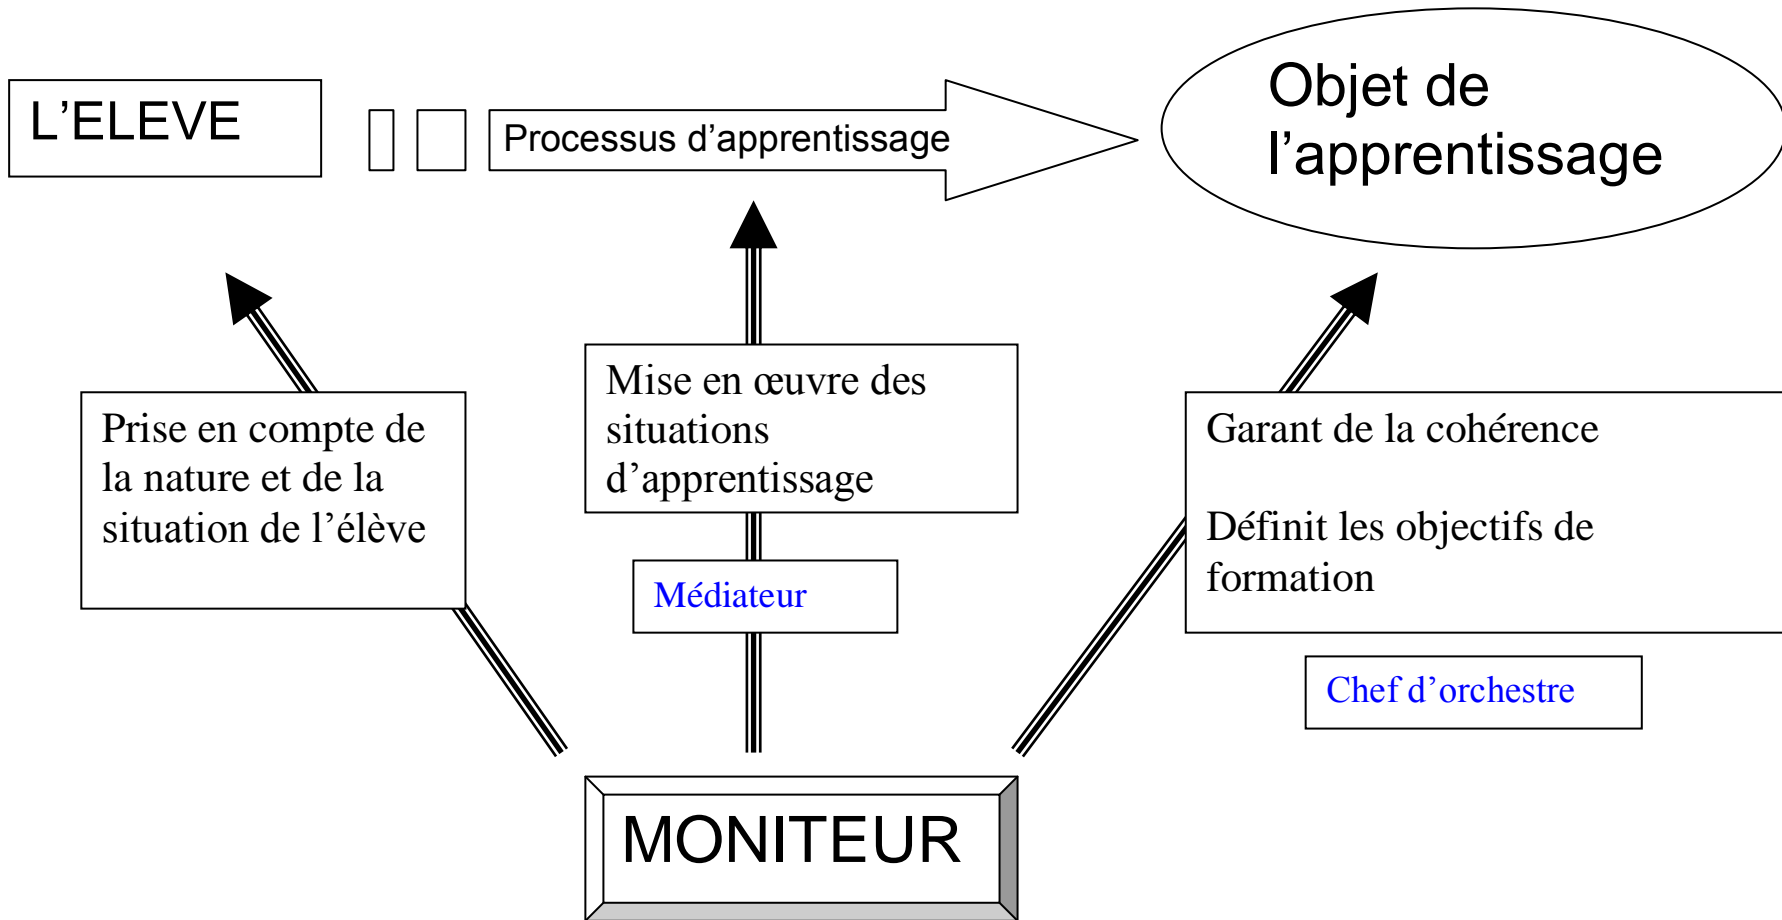 L’ELEVE
Processus d’apprentissage
Objet de
l’apprentissage
Prise en compte de
la nature et de la
situation de l’élève
Mise en œuvre des
situations
d’apprentissage
Médiateur
Garant de la cohérence
Définit les objectifs de
formation
Chef d’orchestre
MONITEUR